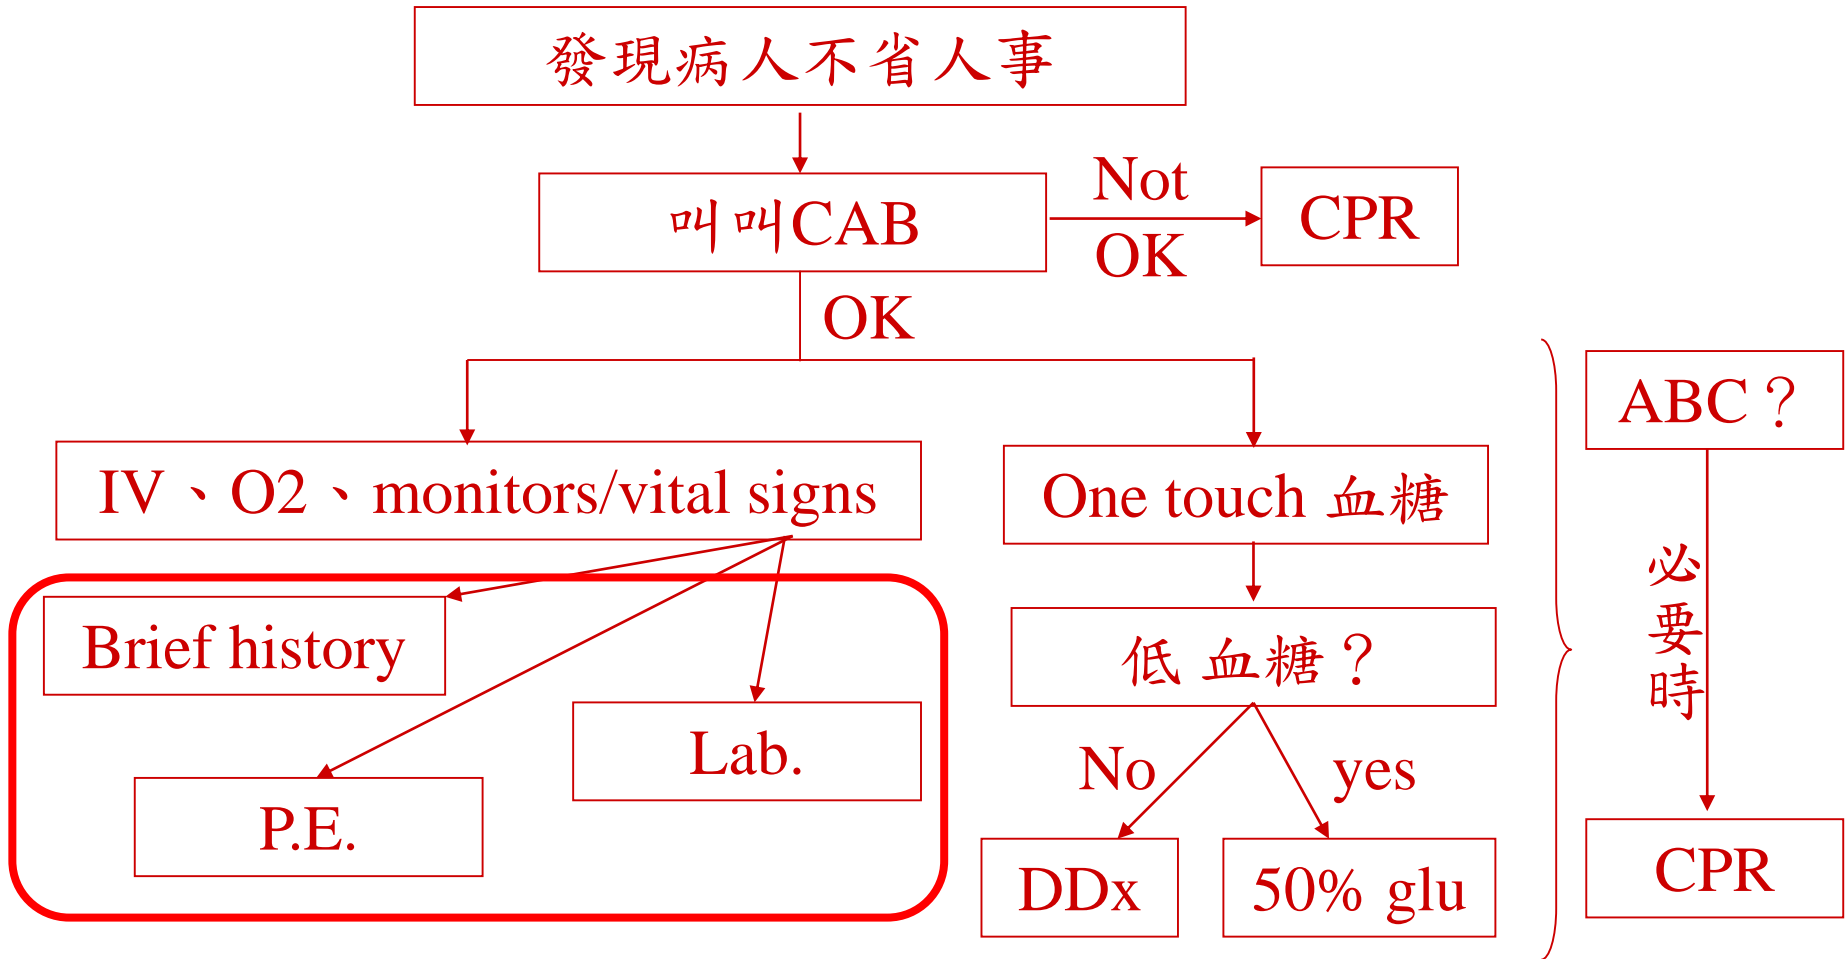 發現病人不省人事
叫叫CAB
Not
OK
CPR
OK
ABC？
IV、O2、monitors/vital signs
One touch 血糖
必要時
Brief history
低 血糖？
Lab.
No
yes
P.E.
DDx
50% glu
CPR